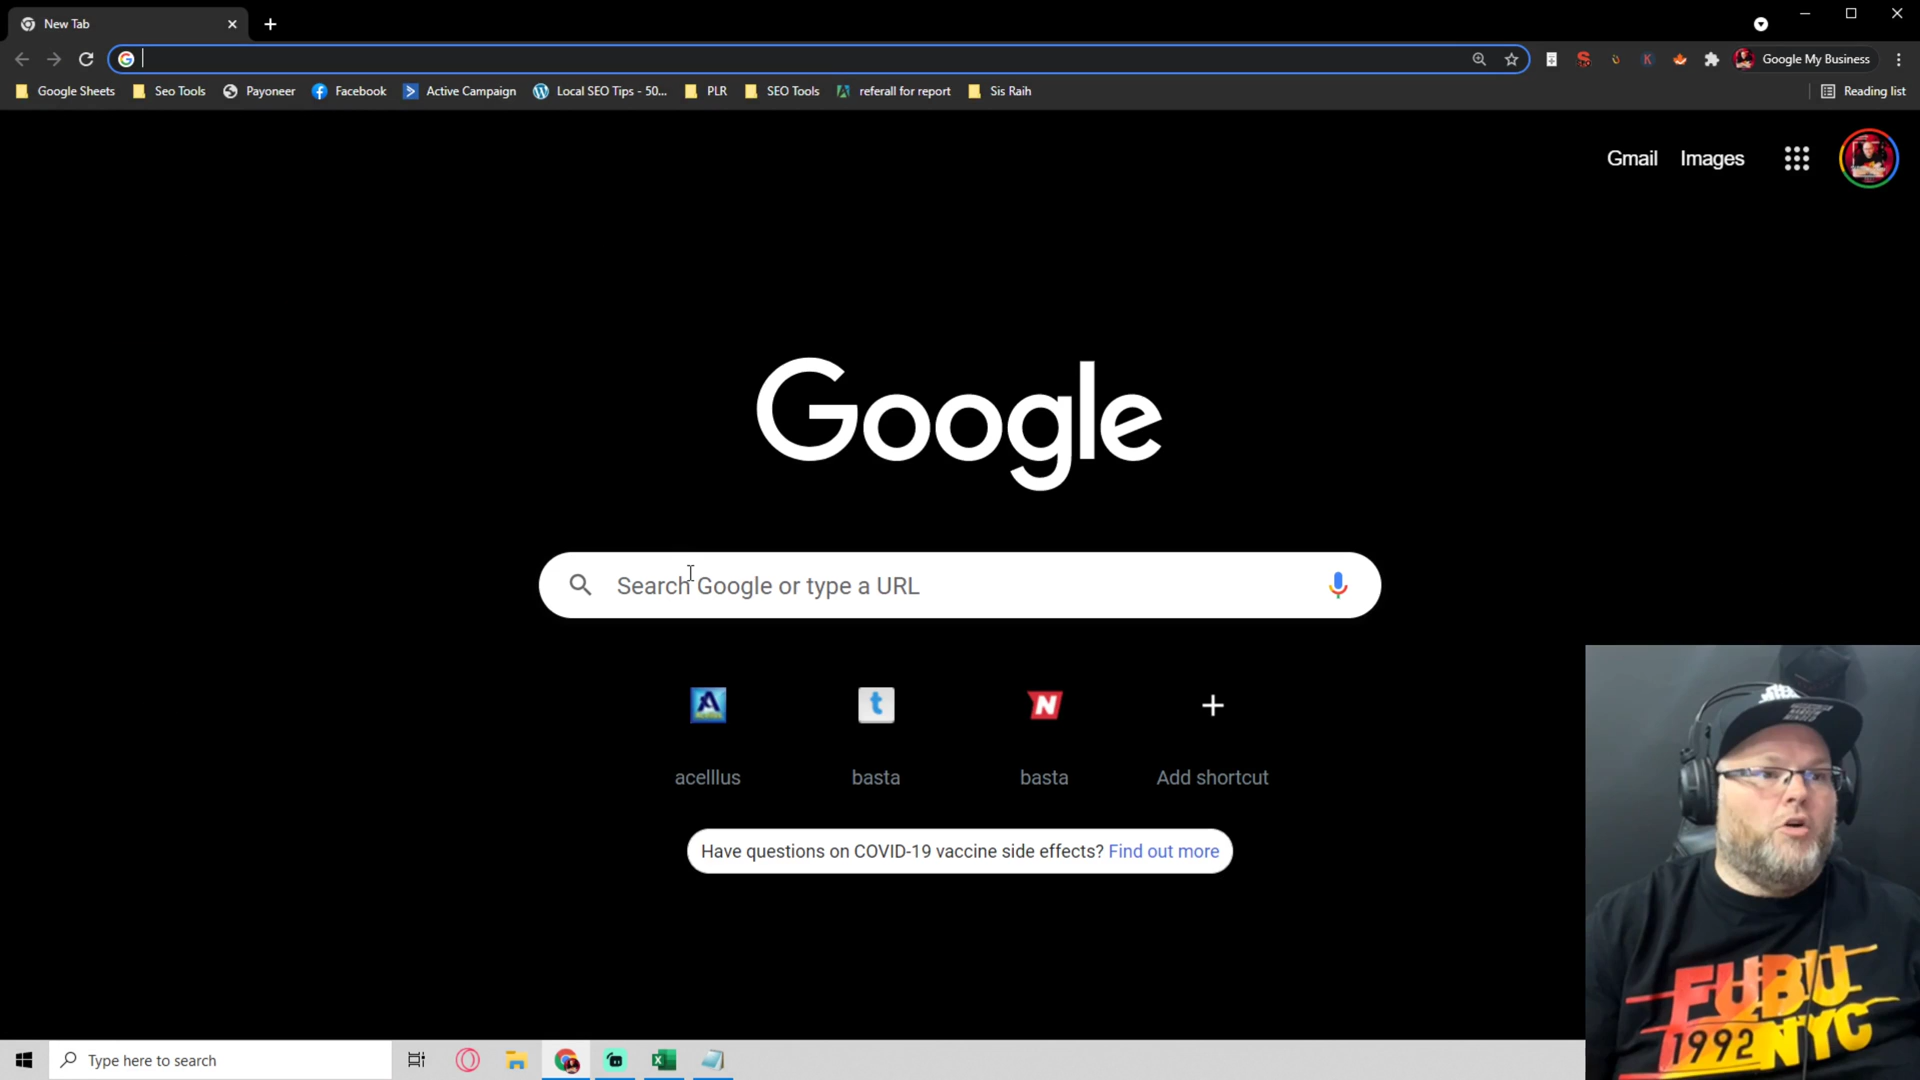 New Tab
Google My Business
Google Sheets Seo Tools Payoneer Facebook Active Campaign Local SEO Tips - 50... PLR SEO Tools referall for report Sis Raih Reading list
Gmail Images
Google
Search Google or type a URL
acelllus basta basta Add shortcut
Have questions on COVID-19 vaccine side effects? Find out more
FUBU
1992 NYC
Type here to search